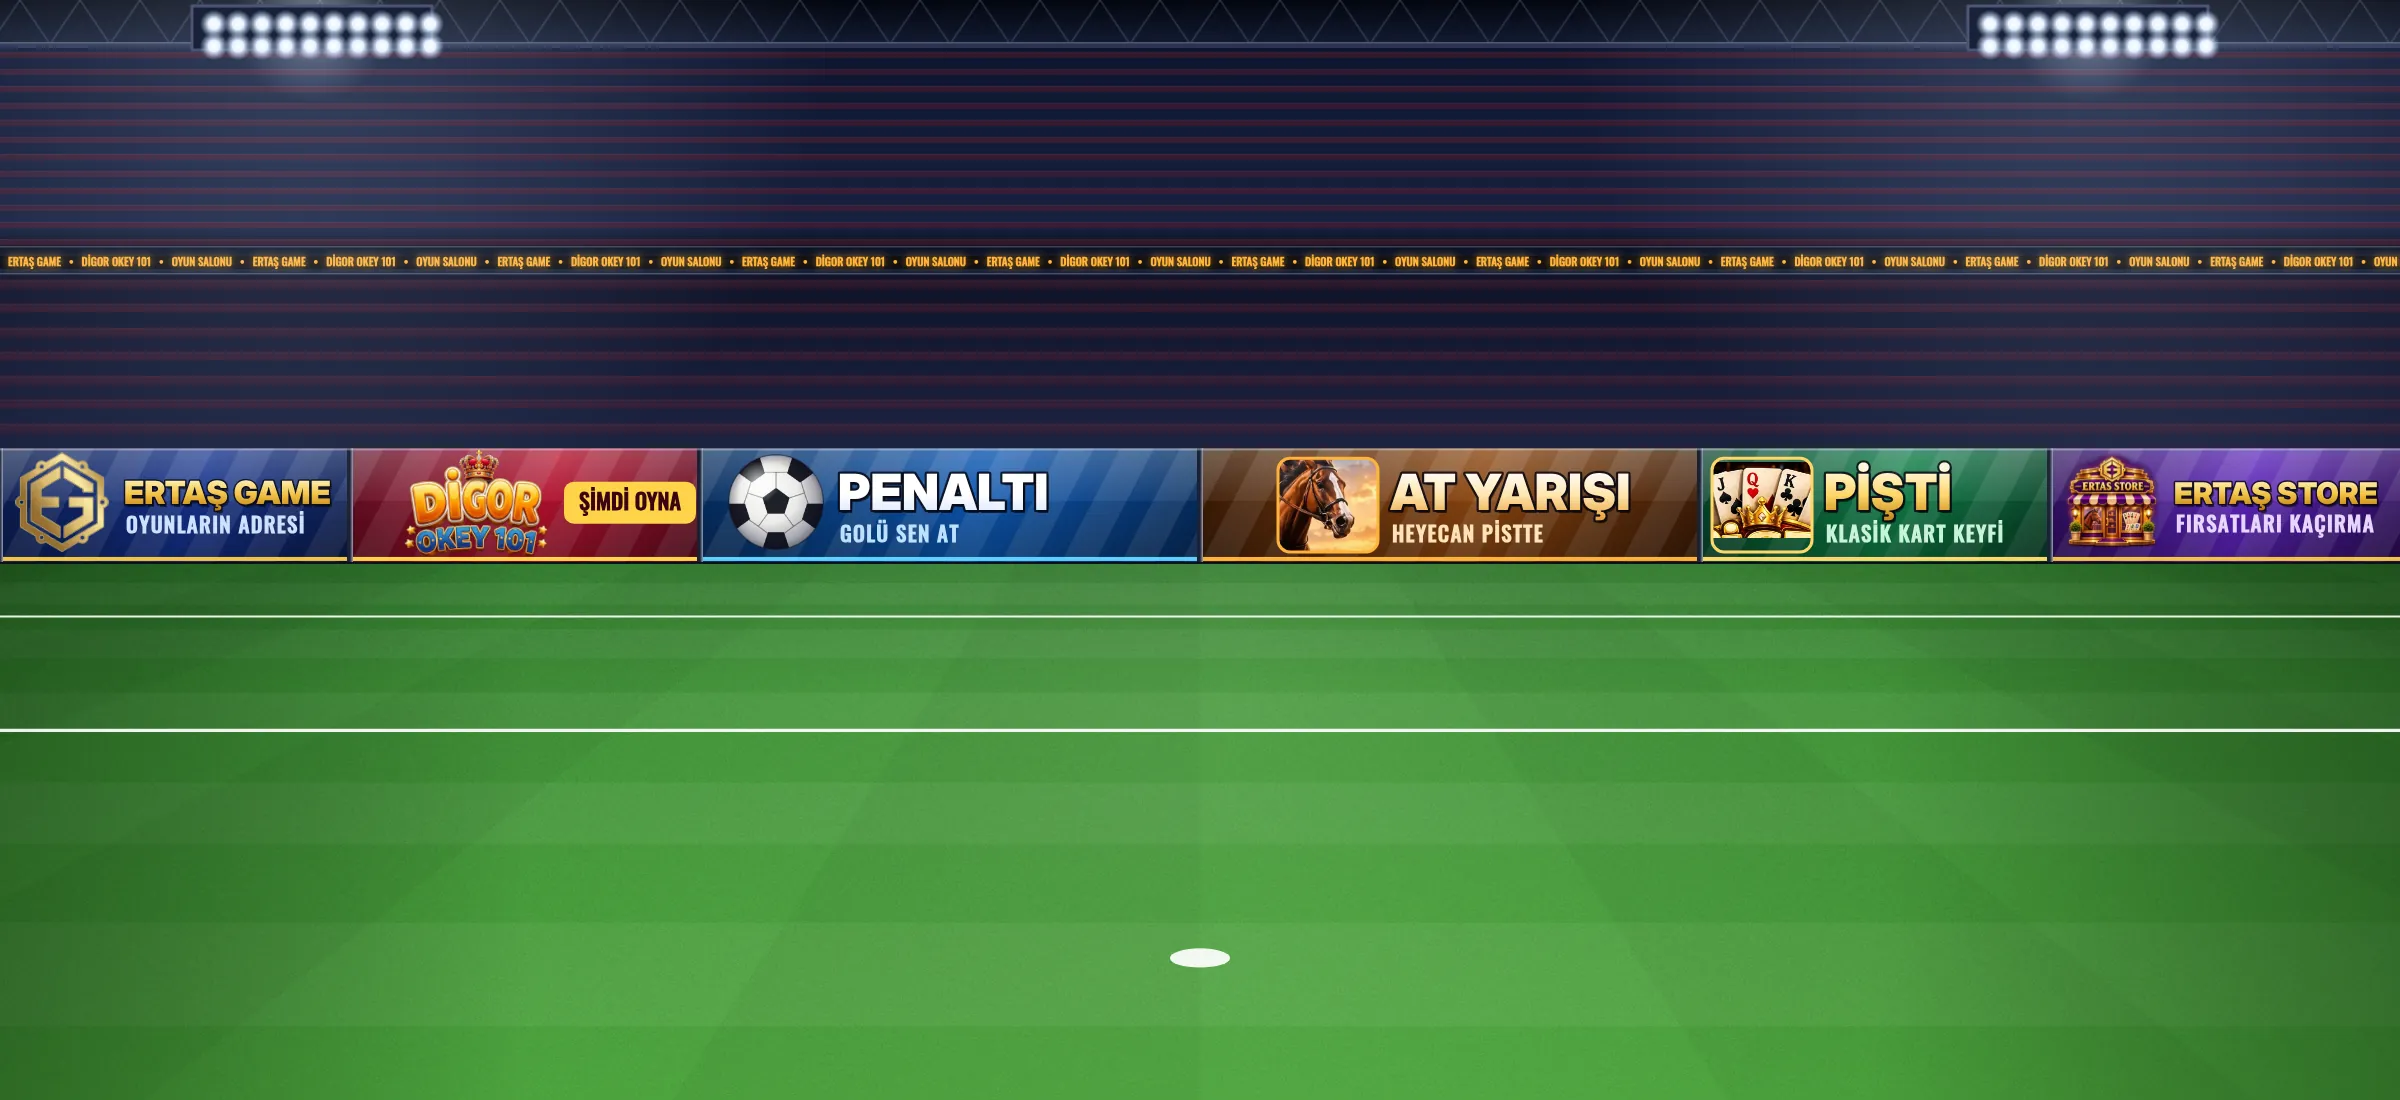 ERTAŞ GAME • DİGOR OKEY 101 • OYUN SALONU • ERTAŞ GAME • DİGOR OKEY 101 • OYUN SALONU • ERTAŞ GAME • DİGOR OKEY 101 • OYUN SALONU • ERTAŞ GAME • DİGOR OKEY 101 • OYUN SALONU • ERTAŞ GAME • DİGOR OKEY 101 • OYUN SALONU • ERTAŞ GAME • DİGOR OKEY 101 • OYUN SALONU • ERTAŞ GAME • DİGOR OKEY 101 • OYUN SALONU • ERTAŞ GAME • DİGOR OKEY 101 • OYUN SALONU • ERTAŞ GAME • DİGOR OKEY 101 • OYUN SALONU • ERTAŞ GAME • DİGOR OKEY 101 • OYUN
EG
ERTAŞ GAME
OYUNLARIN ADRESİ
DİGOR
OKEY 101
ŞİMDİ OYNA
PENALTI
GOLÜ SEN AT
AT YARIŞI
HEYECAN PİSTTE
J Q K
PİŞTİ
KLASİK KART KEYFİ
ERTAŞ STORE
ERTAŞ STORE
FIRSATLARI KAÇIRMA